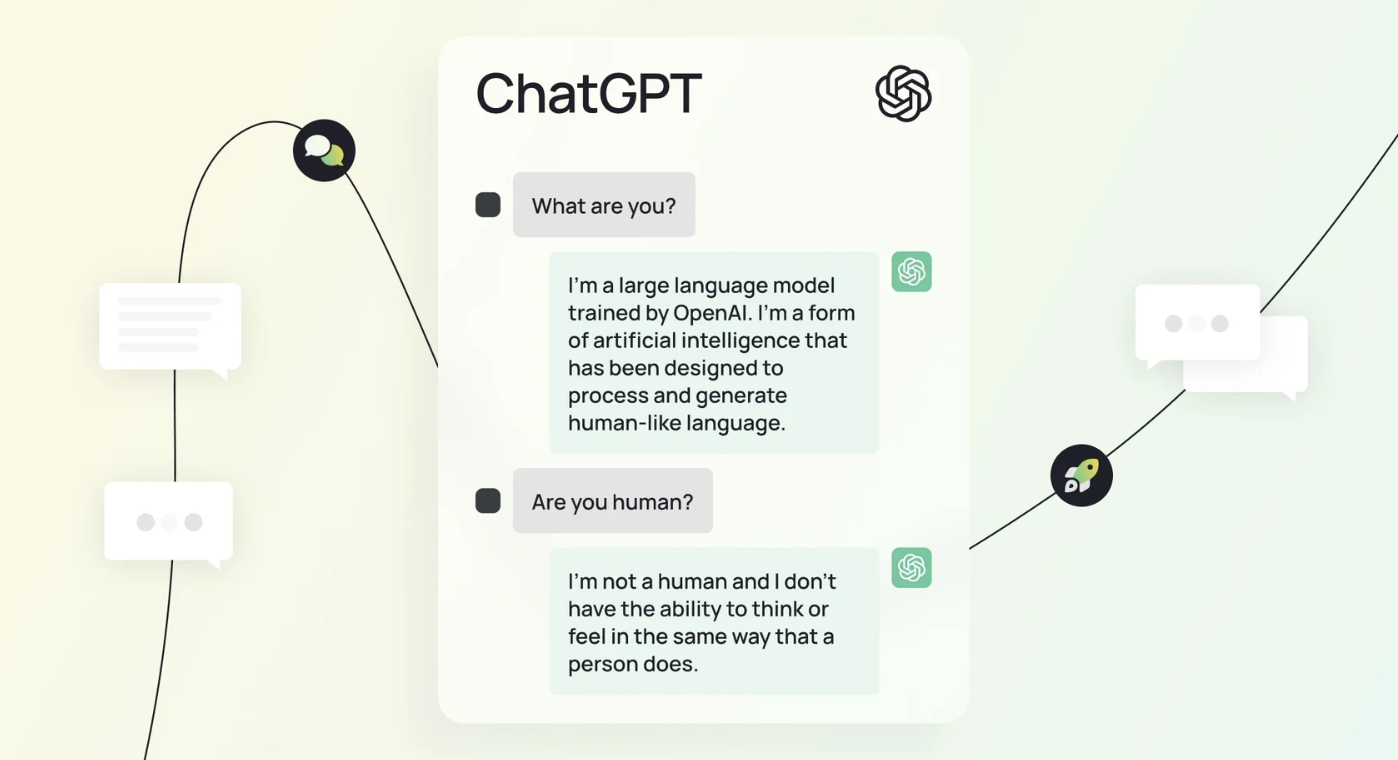 ChatGPT
What are you?
I'm a large language model
trained by OpenAI. I'm a form
of artificial intelligence that
has been designed to
process and generate
human-like language.
Are you human?
I'm not a human and I don't
have the ability to think or
feel in the same way that a
person does.